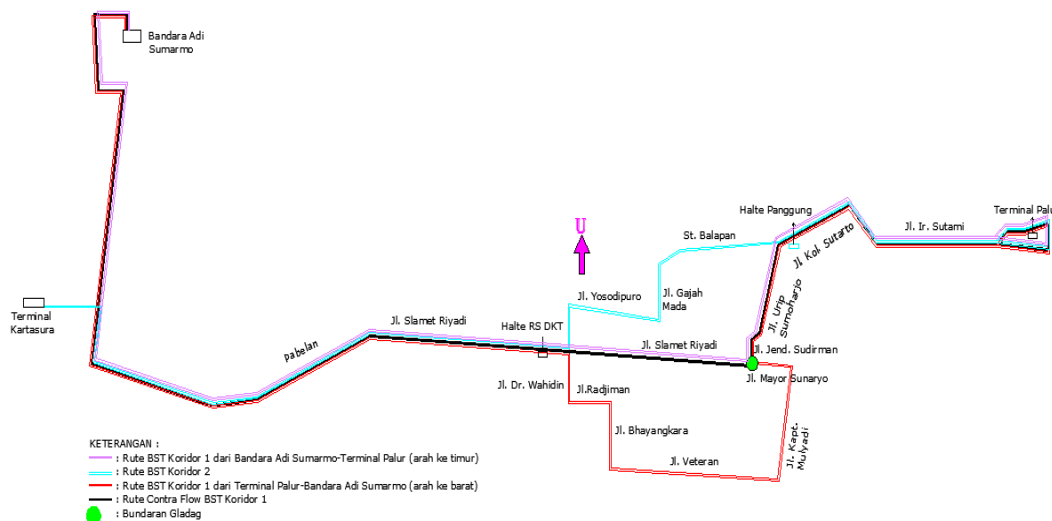 Bandara Adi
Sumarmo
Halte Panggung
Terminal Palu
U
St. Balapan
Jl. Kol. Sutarto
Jl. Ir. Sutami
Jl. Yosodipuro
Jl. Gajah
Mada
Jl. Urip
Sumoharjo
Terminal
Kartasura
Jl. Slamet Riyadi
Halte RS DKT
Pabelan
Jl. Slamet Riyadi
Jl. Jend. Sudirman
Jl. Mayor Sunaryo
Jl. Dr. Wahidin
Jl.Radjiman
Jl. Bhayangkara
Jl. Kapt.
Mulyadi
Jl. Veteran
KETERANGAN :
: Rute BST Koridor 1 dari Bandara Adi Sumarmo-Terminal Palur (arah ke timur)
: Rute BST Koridor 2
: Rute BST Koridor 1 dari Terminal Palur-Bandara Adi Sumarmo (arah ke barat)
: Rute Contra Flow BST Koridor 1
: Bundaran Gladag